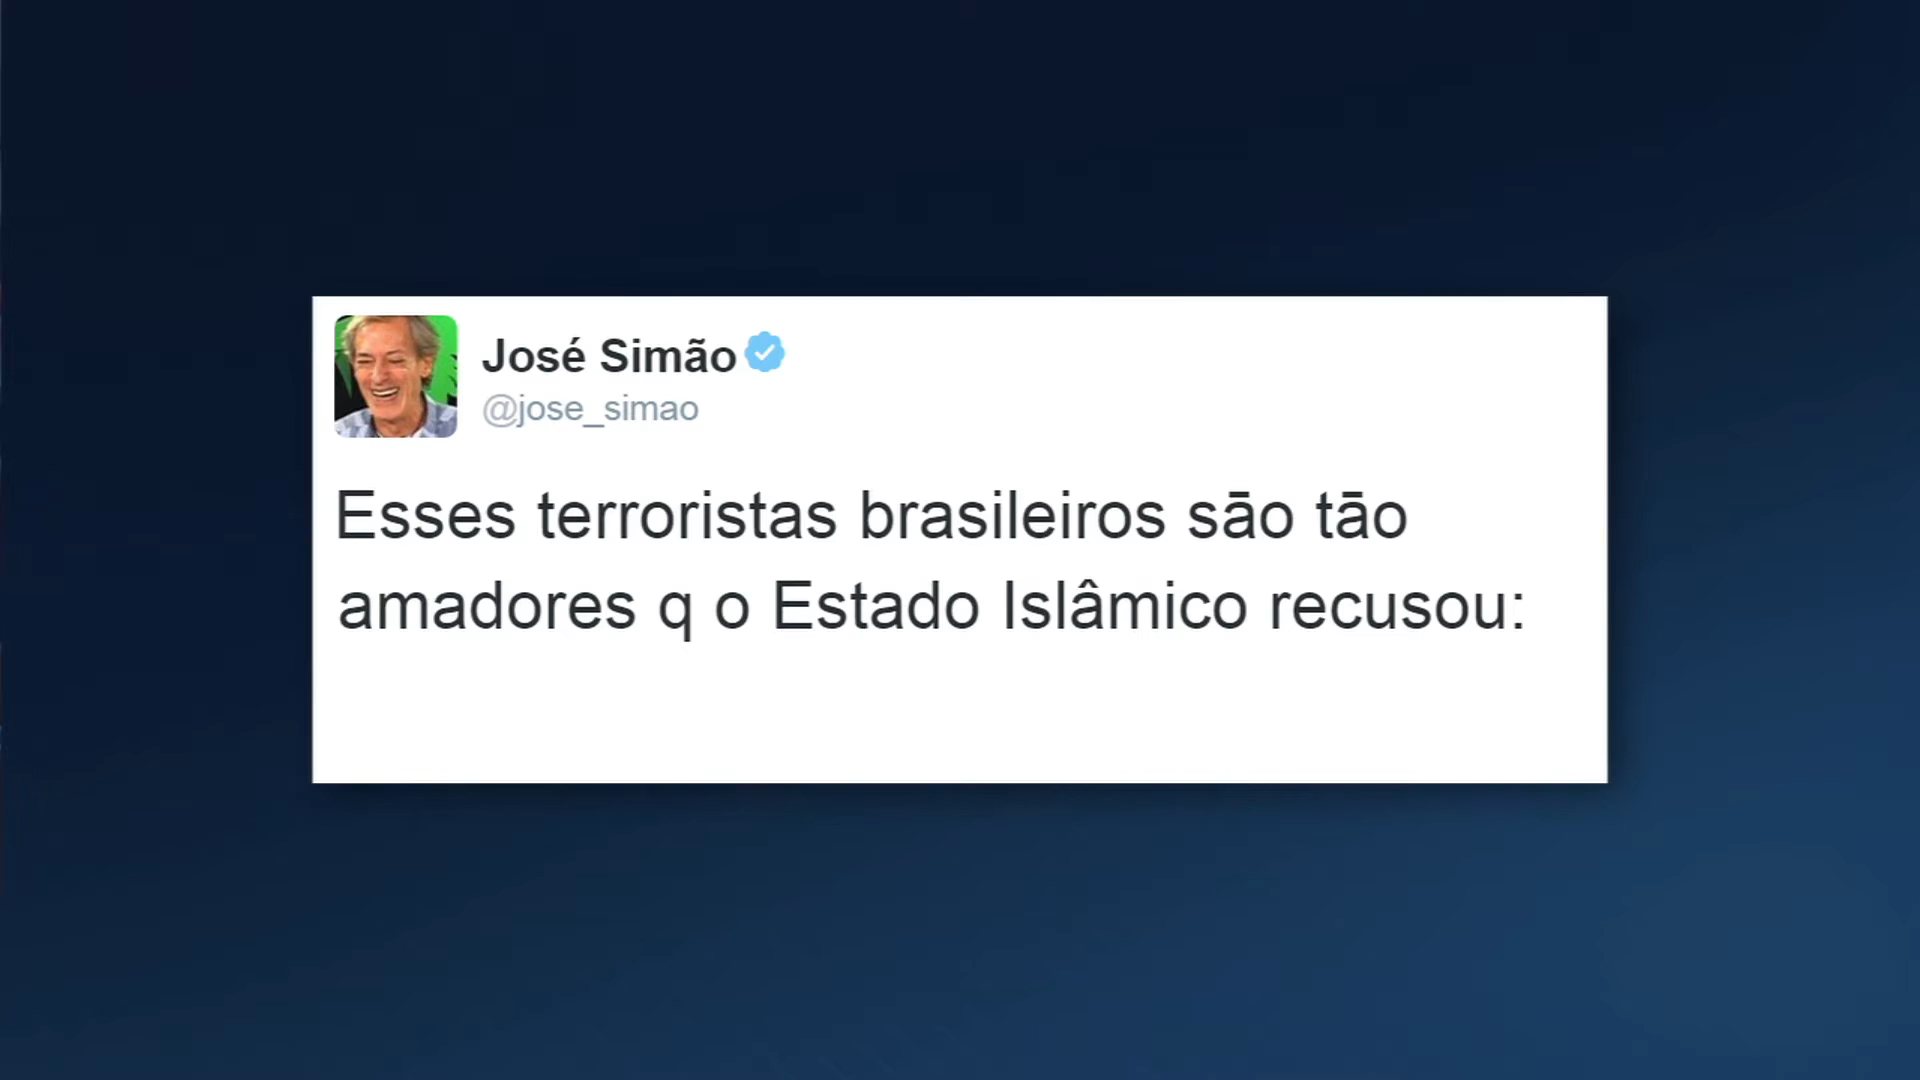 José Simão
@jose_simao
Esses terroristas brasileiros são tão
amadores q o Estado Islâmico recusou: